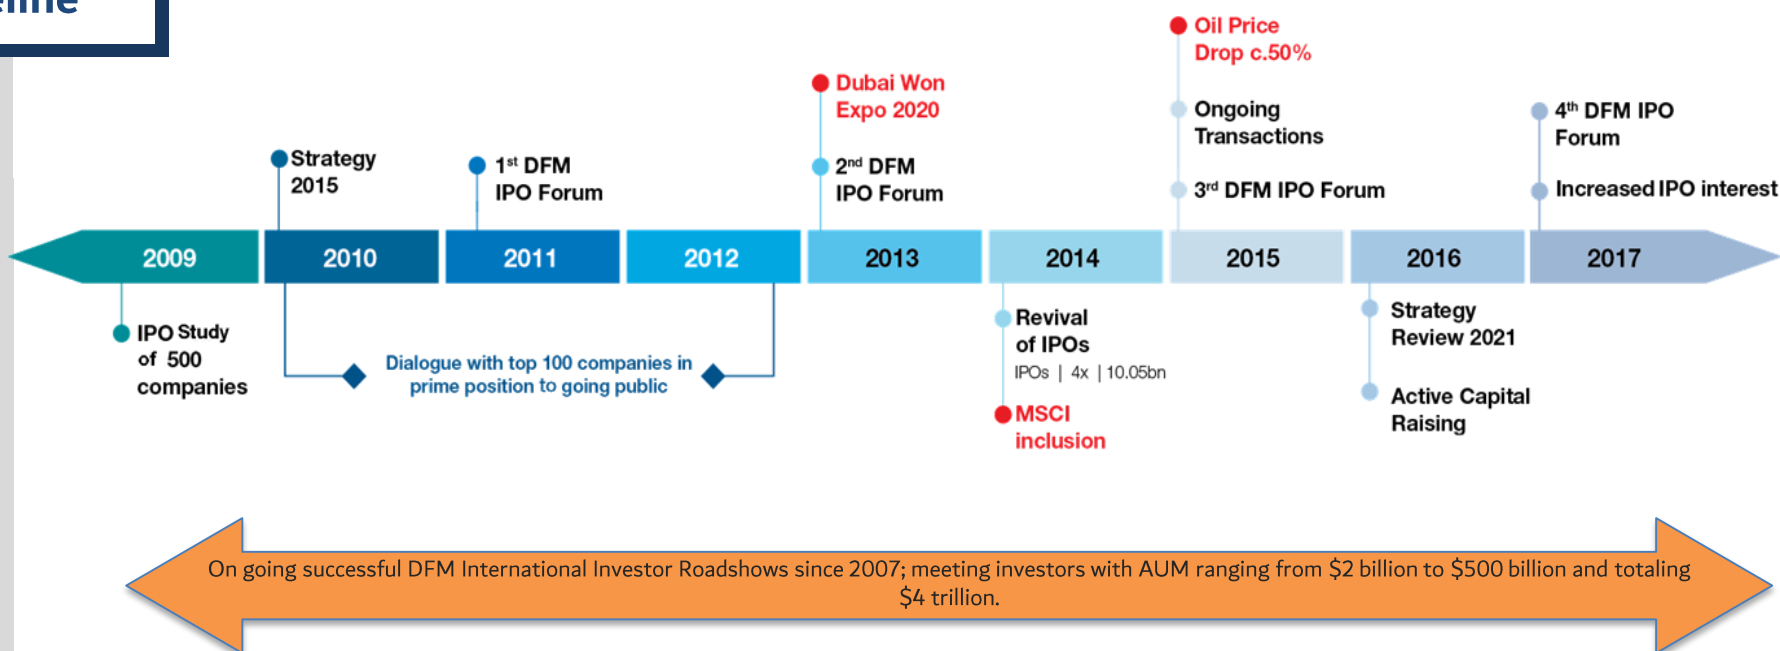 Oil Price
Drop c.50%
Dubai Won
Expo 2020
Ongoing
Transactions
4th DFM IPO
Forum
Strategy
2015
1st DFM
IPO Forum
2nd DFM
IPO Forum
3rd DFM IPO Forum
Increased IPO interest
2009
2010
2011
2012
2013
2014
2015
2016
2017
IPO Study
of 500
companies
Dialogue with top 100 companies in
prime position to going public
Revival
of IPOs
IPOs | 4x | 10.05bn
MSCI
inclusion
Strategy
Review 2021
Active Capital
Raising
On going successful DFM International Investor Roadshows since 2007; meeting investors with AUM ranging from $2 billion to $500 billion and totaling
$4 trillion.